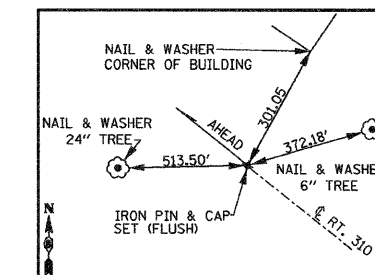 NAIL & WASHER
CORNER OF BUILDING
301.05
NAIL & WASHER
24" TREE
AHEAD
372.18'
513.50'
NAIL & WASHE
6" TREE
IRON PIN & CAP
SET (FLUSH)
℄ RT. 310
N